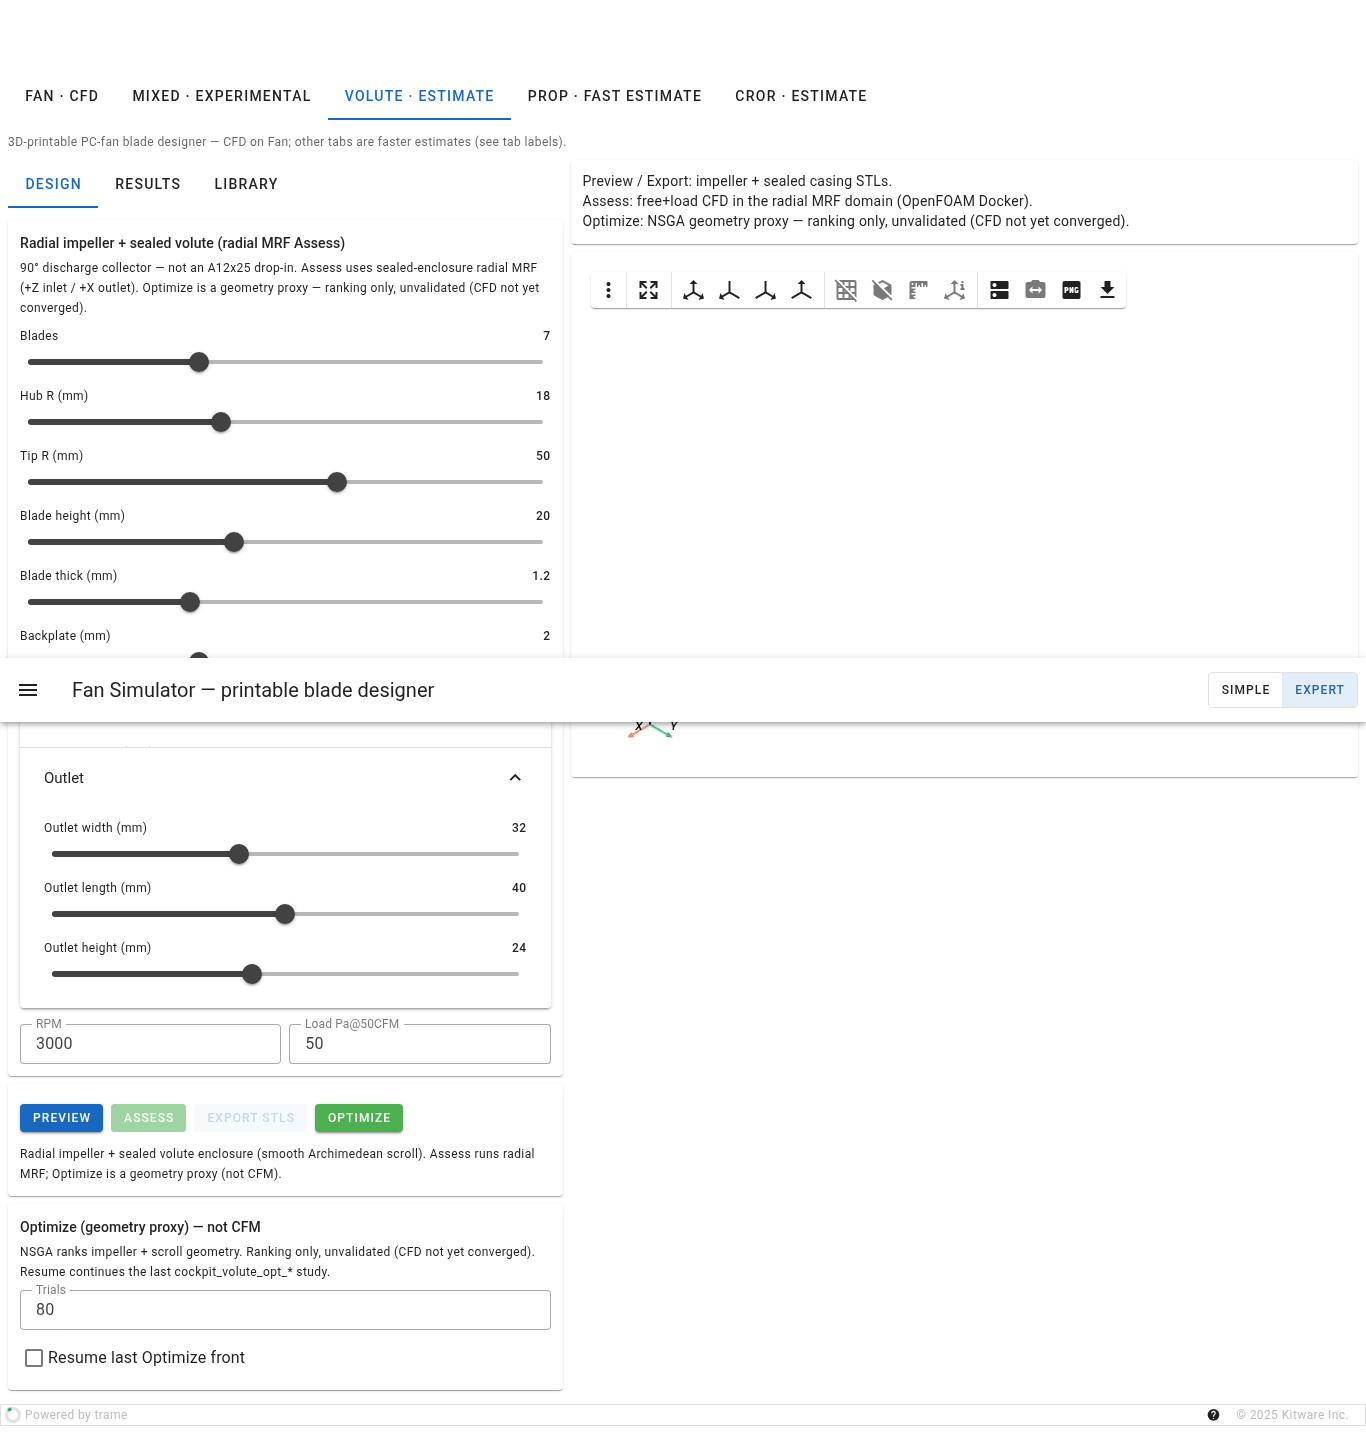 FAN · CFD
MIXED · EXPERIMENTAL
VOLUTE · ESTIMATE
PROP · FAST ESTIMATE
CROR · ESTIMATE
3D-printable PC-fan blade designer — CFD on Fan; other tabs are faster estimates (see tab labels).
DESIGN
RESULTS
LIBRARY
Radial impeller + sealed volute (radial MRF Assess)
90° discharge collector — not an A12x25 drop-in. Assess uses sealed-enclosure radial MRF
(+Z inlet / +X outlet). Optimize is a geometry proxy — ranking only, unvalidated (CFD not yet
converged).
Blades 7
Hub R (mm) 18
Tip R (mm) 50
Blade height (mm) 20
Blade thick (mm) 1.2
Backplate (mm) 2
Preview / Export: impeller + sealed casing STLs.
Assess: free+load CFD in the radial MRF domain (OpenFOAM Docker).
Optimize: NSGA geometry proxy — ranking only, unvalidated (CFD not yet converged).
PNG
Fan Simulator — printable blade designer
SIMPLE
EXPERT
X Y
Outlet
Outlet width (mm) 32
Outlet length (mm) 40
Outlet height (mm) 24
RPM
3000
Load Pa@50CFM
50
PREVIEW
ASSESS
EXPORT STLS
OPTIMIZE
Radial impeller + sealed volute enclosure (smooth Archimedean scroll). Assess runs radial
MRF; Optimize is a geometry proxy (not CFM).
Optimize (geometry proxy) — not CFM
NSGA ranks impeller + scroll geometry. Ranking only, unvalidated (CFD not yet converged).
Resume continues the last cockpit_volute_opt_* study.
Trials
80
Resume last Optimize front
Powered by trame
© 2025 Kitware Inc.